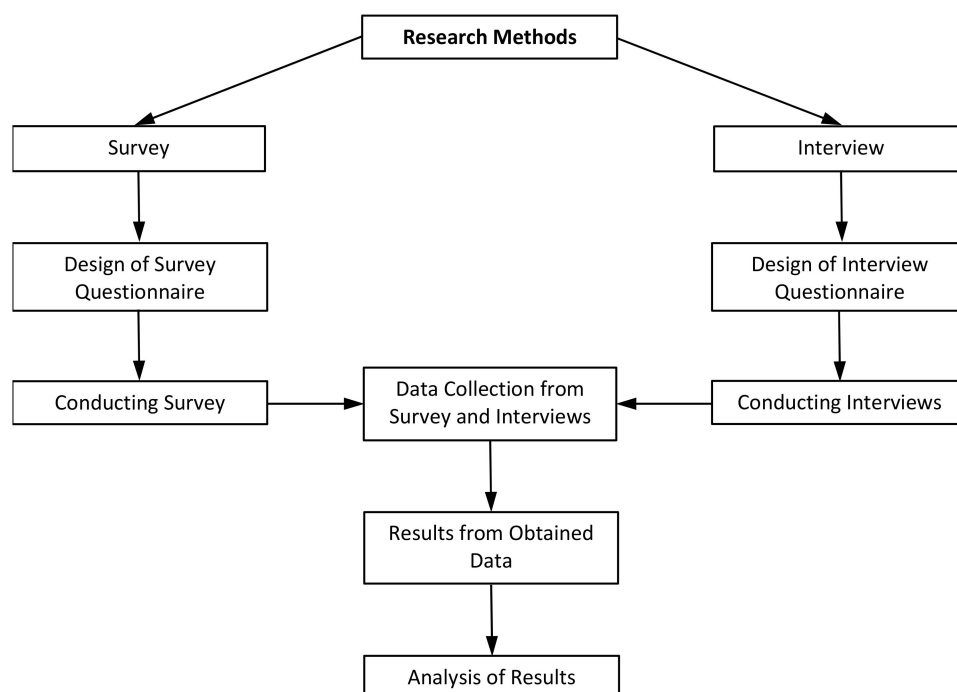 Research Methods
Survey
Interview
Design of Survey
Questionnaire
Design of Interview
Questionnaire
Conducting Survey
Data Collection from
Survey and Interviews
Conducting Interviews
Results from Obtained
Data
Analysis of Results